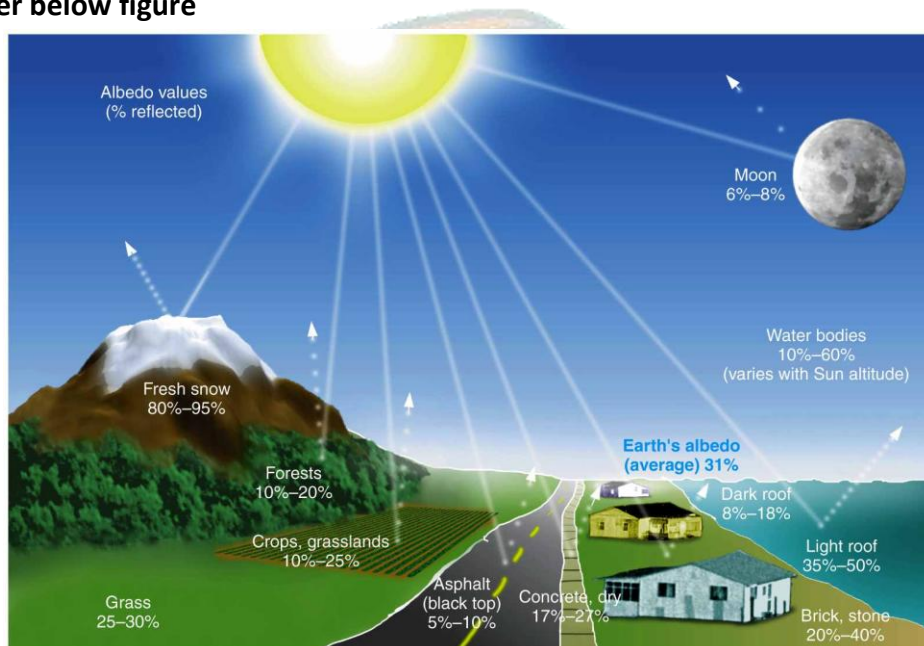 er below figure
Albedo values
(% reflected)
Moon
6%–8%
Water bodies
10%–60%
(varies with Sun altitude)
Fresh snow
80%–95%
Earth's albedo
(average) 31%
Forests
10%–20%
Dark roof
8%–18%
Crops, grasslands
10%–25%
Light roof
35%–50%
Asphalt
(black top)
5%–10%
Concrete, dry
17%–27%
Grass
25–30%
Brick, stone
20%–40%